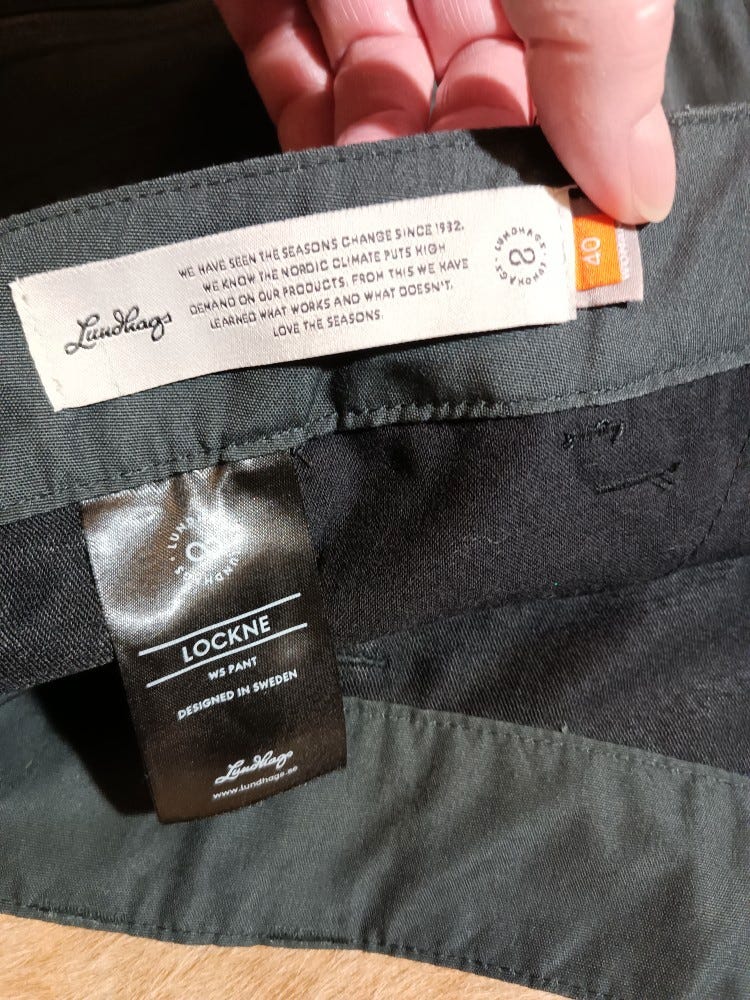 Lundhags
WE HAVE SEEN THE SEASONS CHANGE SINCE 1932.
WE KNOW THE NORDIC CLIMATE PUTS HIGH
DEMAND ON OUR PRODUCTS. FROM THIS WE HAVE
LEARNED WHAT WORKS AND WHAT DOESN'T.
LOVE THE SEASONS.
LUNDHAGS · LUNDHAGS ·
40
LOCKNE
WS PANT
DESIGNED IN SWEDEN
Lundhags
www.lundhags.se